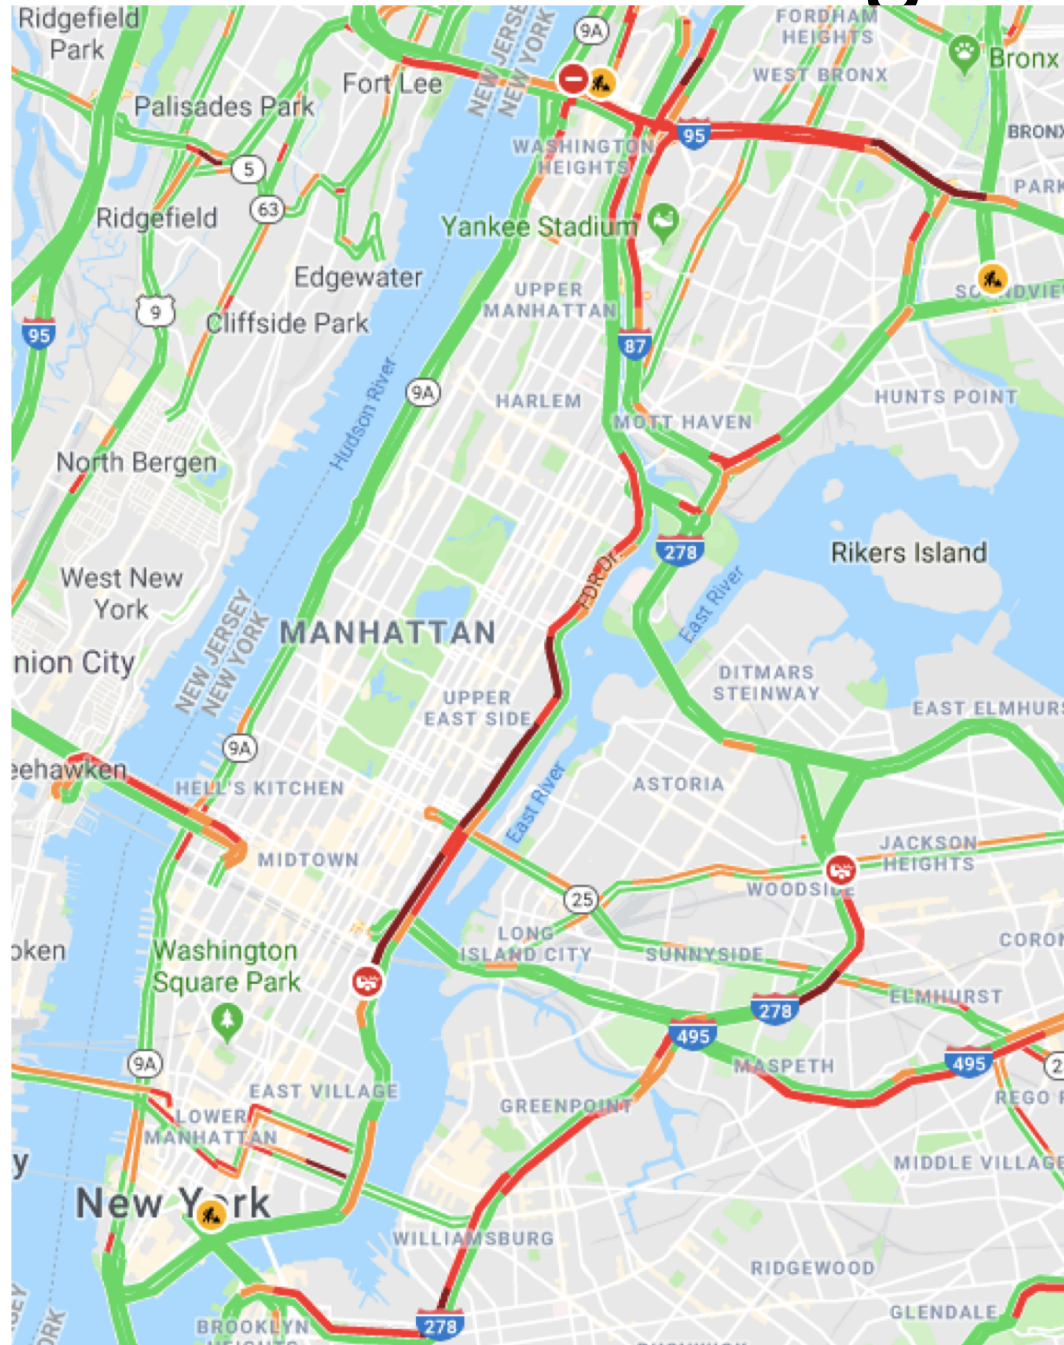 Ridgefield
Park
9A
NEW JERSEY
NEW YORK
FORDHAM
HEIGHTS
Bronx
WEST BRONX
Fort Lee
Palisades Park
WASHINGTON
HEIGHTS
95
BRONX
5
PARK
63
Ridgefield
Yankee Stadium
Edgewater
UPPER
MANHATTAN
9
Cliffside Park
95
87
Hudson River
9A
HARLEM
HUNTS POINT
MOTT HAVEN
North Bergen
278
Rikers Island
FDR Dr
East River
West New
York
NEW JERSEY
NEW YORK
MANHATTAN
nion City
DITMARS
STEINWAY
UPPER
EAST SIDE
EAST ELMHURS
9A
eehawken
HELL'S KITCHEN
ASTORIA
East River
MIDTOWN
JACKSON
HEIGHTS
WOODSIDE
25
LONG
ISLAND CITY
SUNNYSIDE
CORON
oken
Washington
Square Park
ELMHURST
278
495
9A
MASPETH
495
2
REGO P
EAST VILLAGE
GREENPOINT
LOWER
MANHATTAN
y
MIDDLE VILLAGE
New York
WILLIAMSBURG
RIDGEWOOD
GLENDALE
278
BROOKLYN
HEIGHTS